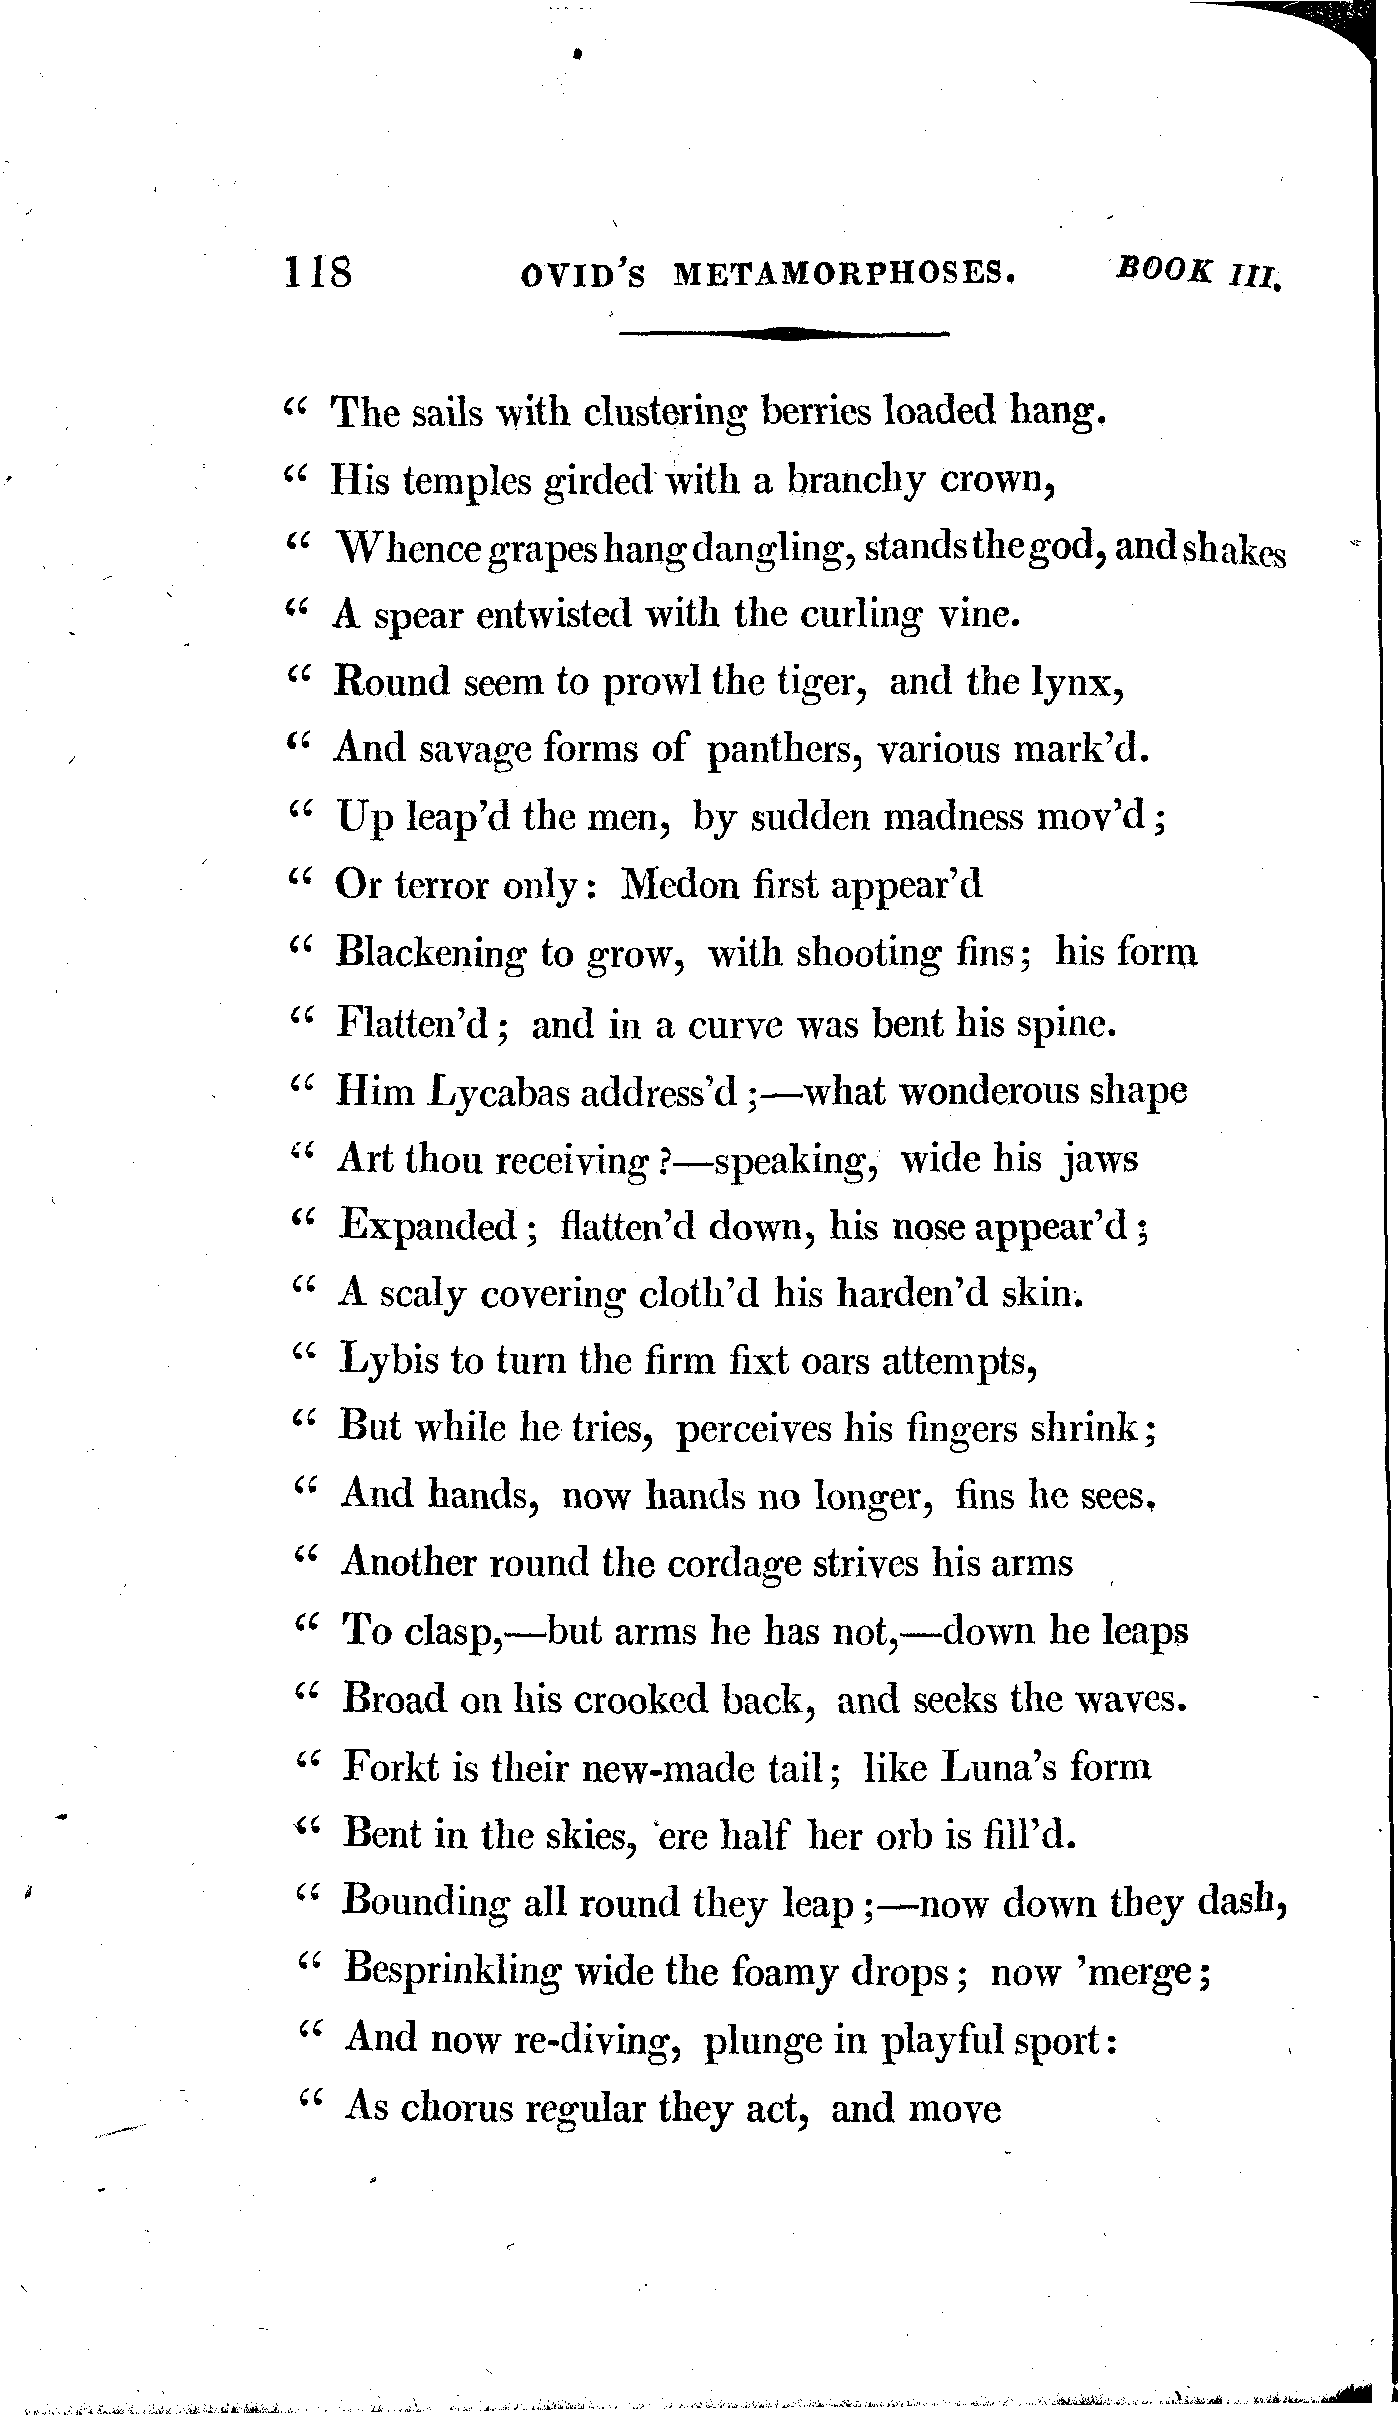 118 OVID'S METAMORPHOSES. BOOK III.
“ The sails with clustering berries loaded hang.
“ His temples girded with a branchy crown,
“ Whence grapes hang dangling, stands the god, and shakes
“ A spear entwisted with the curling vine.
“ Round seem to prowl the tiger, and the lynx,
“ And savage forms of panthers, various mark'd.
“ Up leap'd the men, by sudden madness mov'd ;
“ Or terror only : Medon first appear'd
“ Blackening to grow, with shooting fins ; his form
“ Flatten'd ; and in a curve was bent his spine.
“ Him Lycabas address'd ;—what wonderous shape
“ Art thou receiving ?—speaking, wide his jaws
“ Expanded ; flatten'd down, his nose appear'd ;
“ A scaly covering cloth'd his harden'd skin.
“ Lybis to turn the firm fixt oars attempts,
“ But while he tries, perceives his fingers shrink ;
“ And hands, now hands no longer, fins he sees.
“ Another round the cordage strives his arms
“ To clasp,—but arms he has not,—down he leaps
“ Broad on his crooked back, and seeks the waves.
“ Forkt is their new-made tail ; like Luna's form
“ Bent in the skies, 'ere half her orb is fill'd.
“ Bounding all round they leap ;—now down they dash,
“ Besprinkling wide the foamy drops ; now 'merge ;
“ And now re-diving, plunge in playful sport :
“ As chorus regular they act, and move